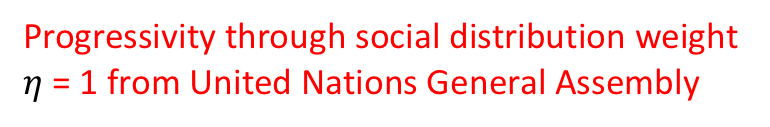 Progressivity through social distribution weight
η = 1 from United Nations General Assembly